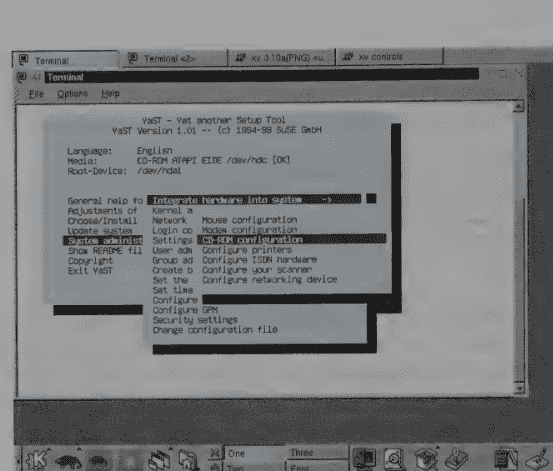 Terminal
Terminal <2>
xv 3.10a(PNG) <u...
xv controls
Terminal
File Options Help
YaST - Yet another Setup Tool
YaST Version 1.01 -- (c) 1994-99 SuSE GmbH
Language: English
Media: CD-ROM ATAPI EIDE /dev/hdc [OK]
Root-Device: /dev/hda1
General help fo
Adjustments of
Choose/Install
Update system
System administ
Show README fil
Copyright
Exit YaST
Integrate hardware into system ->
Kernel a
Network
Login co
Settings
User adm
Group ad
Create b
Set the
Set time
Configure
Configure GPM
Security settings
Change configuration file
Mouse configuration
Modem configuration
CD-ROM configuration
Configure printers
Configure ISDN hardware
Configure your scanner
Configure networking device
One
Three
Two
Four